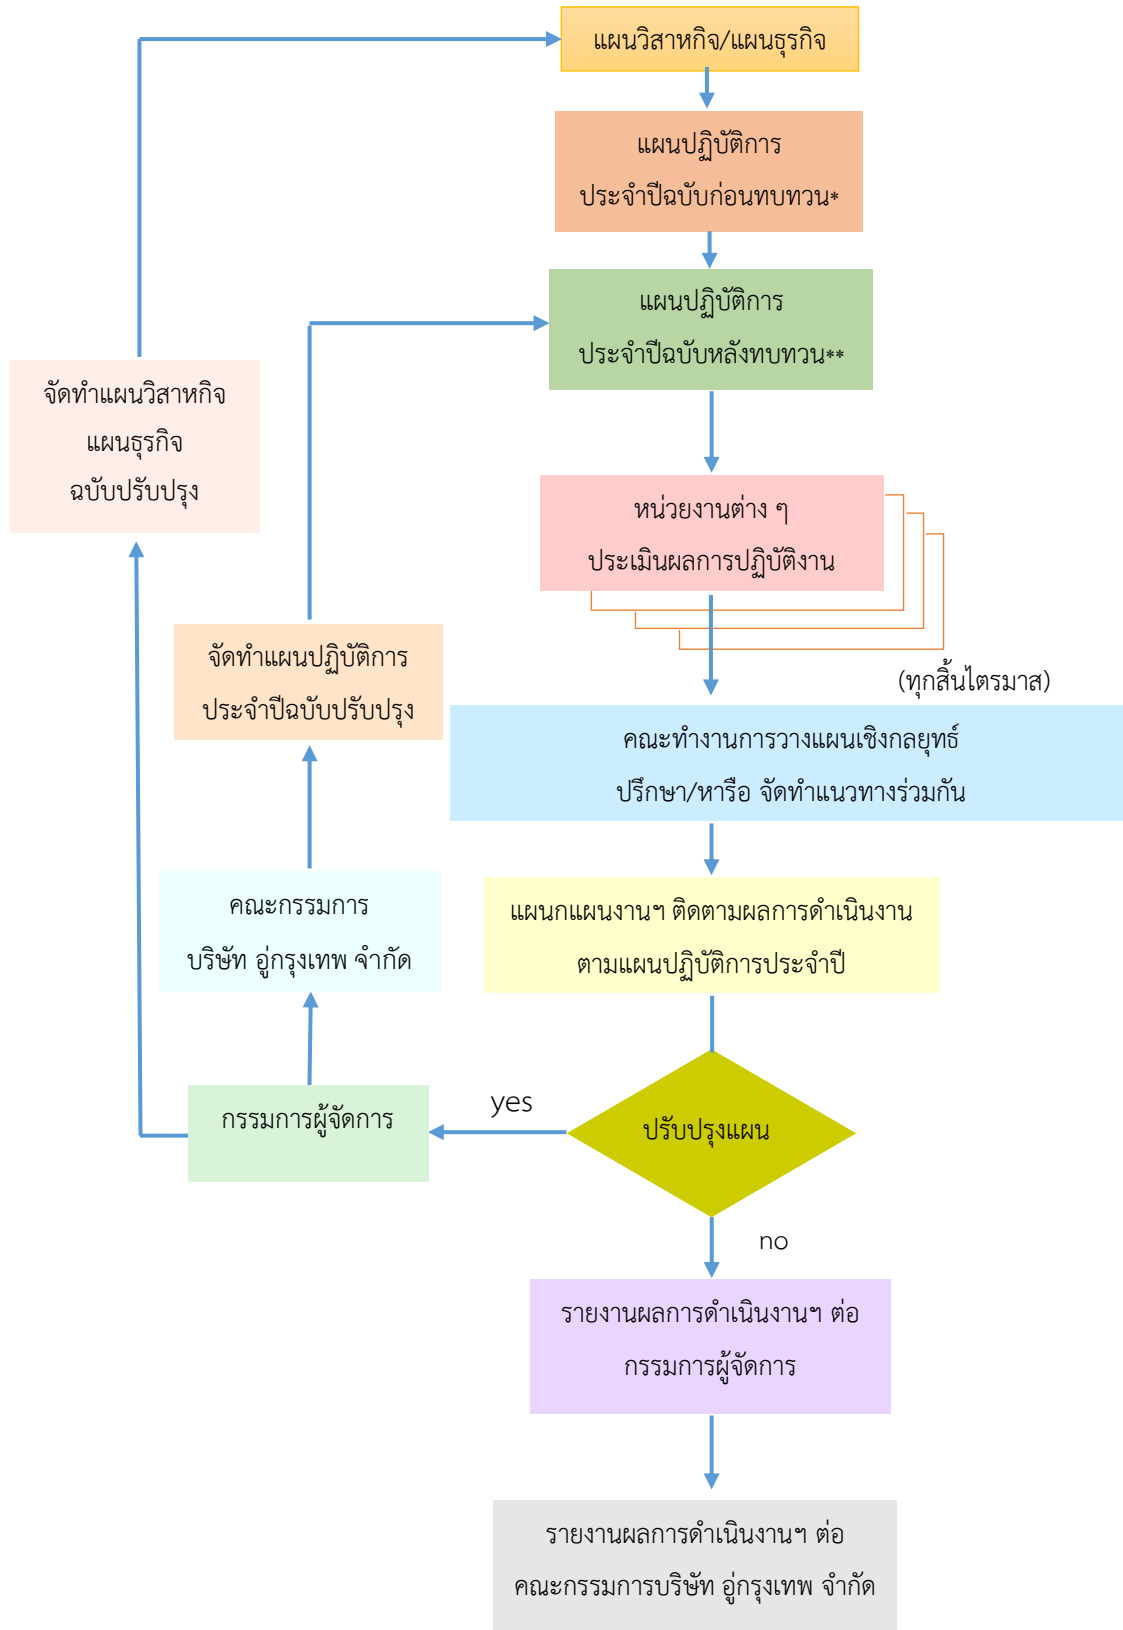 แผนวิสาหกิจ/แผนธุรกิจ
แผนปฏิบัติการ
ประจำปีฉบับก่อนทบทวน*
แผนปฏิบัติการ
ประจำปีฉบับหลังทบทวน**
จัดทำแผนวิสาหกิจ
แผนธุรกิจ
ฉบับปรับปรุง
หน่วยงานต่าง ๆ
ประเมินผลการปฏิบัติงาน
จัดทำแผนปฏิบัติการ
ประจำปีฉบับปรับปรุง
(ทุกสิ้นไตรมาส)
คณะทำงานการวางแผนเชิงกลยุทธ์
ปรึกษา/หารือ จัดทำแนวทางร่วมกัน
คณะกรรมการ
บริษัท อู่กรุงเทพ จำกัด
แผนกแผนงานฯ ติดตามผลการดำเนินงาน
ตามแผนปฏิบัติการประจำปี
กรรมการผู้จัดการ
yes
ปรับปรุงแผน
no
รายงานผลการดำเนินงานฯ ต่อ
กรรมการผู้จัดการ
รายงานผลการดำเนินงานฯ ต่อ
คณะกรรมการบริษัท อู่กรุงเทพ จำกัด